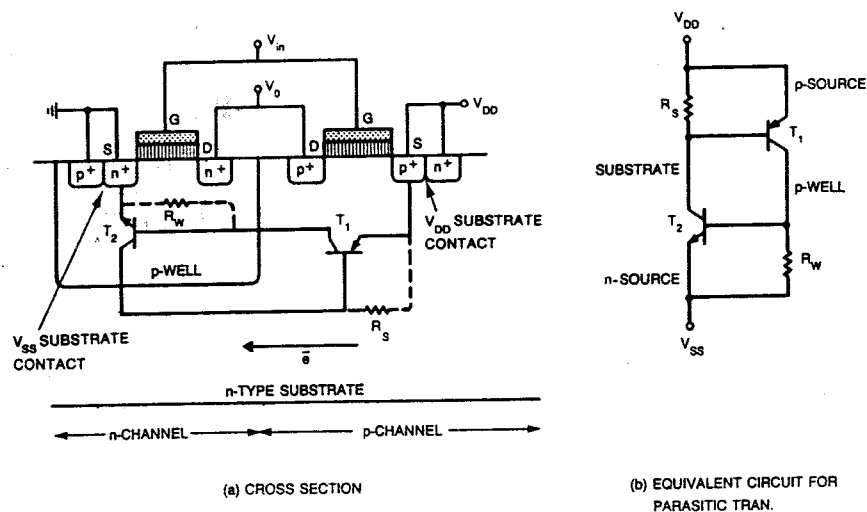 V_in
V_0
V_DD
G
G
S
D
D
S
p+
n+
n+
p+
p+
n+
R_W
T_2
T_1
p-WELL
V_DD SUBSTRATE
CONTACT
R_S
V_SS SUBSTRATE
CONTACT
e̅
n-TYPE SUBSTRATE
n-CHANNEL
p-CHANNEL
(a) CROSS SECTION
V_DD
p-SOURCE
R_S
T_1
SUBSTRATE
p-WELL
T_2
R_W
n-SOURCE
V_SS
(b) EQUIVALENT CIRCUIT FOR
PARASITIC TRAN.